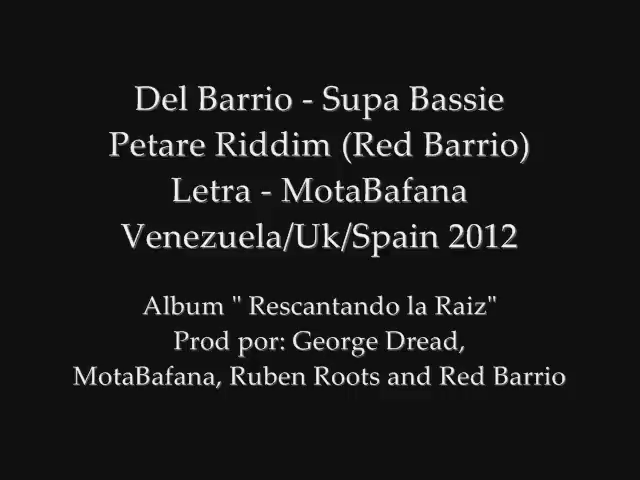 Del Barrio - Supa Bassie
Petare Riddim (Red Barrio)
Letra - MotaBafana
Venezuela/Uk/Spain 2012
Album " Rescantando la Raiz"
Prod por: George Dread,
MotaBafana, Ruben Roots and Red Barrio